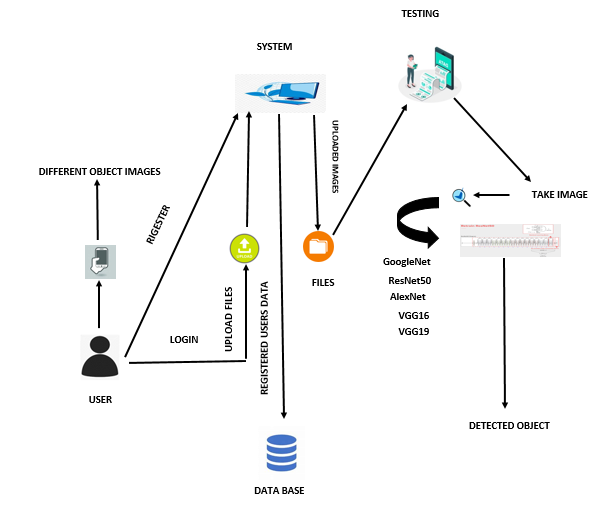 TESTING
SYSTEM
UPLOADED IMAGES
DIFFERENT OBJECT IMAGES
TAKE IMAGE
RIGESTER
UPLOAD
GoogleNet
FILES
ResNet50
AlexNet
UPLOAD FILES
REGISTERED USERS DATA
VGG16
VGG19
LOGIN
USER
DETECTED OBJECT
DATA BASE